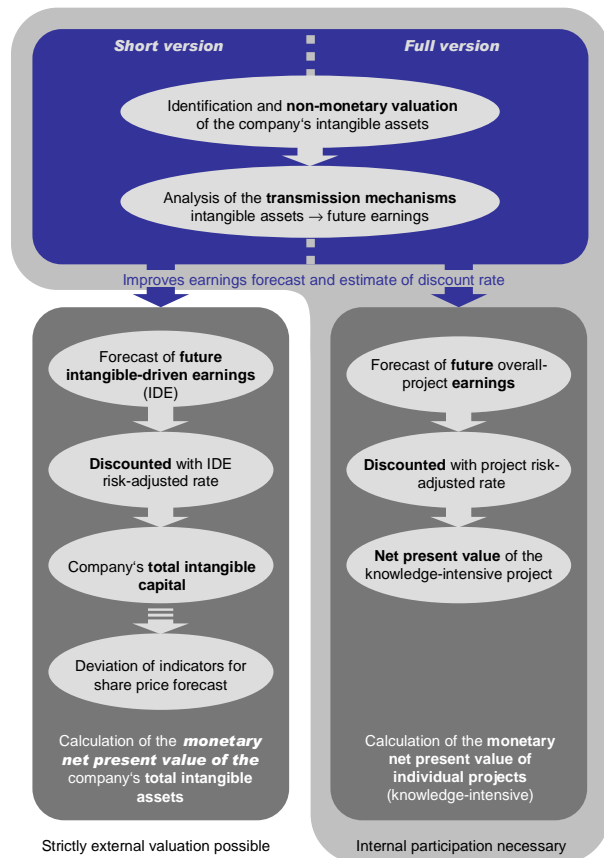 Short version
Full version
Identification and non-monetary valuation
of the company‘s intangible assets
Analysis of the transmission mechanisms
intangible assets → future earnings
Improves earnings forecast and estimate of discount rate
Forecast of future
intangible-driven earnings
(IDE)
Discounted with IDE
risk-adjusted rate
Company‘s total intangible
capital
Deviation of indicators for
share price forecast
Calculation of the monetary
net present value of the
company‘s total intangible
assets
Strictly external valuation possible
Forecast of future overall-
project earnings
Discounted with project risk-
adjusted rate
Net present value of the
knowledge-intensive project
Calculation of the monetary
net present value of
individual projects
(knowledge-intensive)
Internal participation necessary